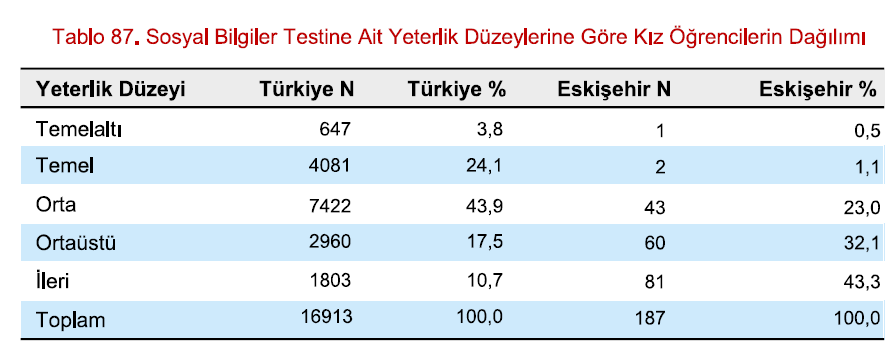 Tablo 87. Sosyal Bilgiler Testine Ait Yeterlik Düzeylerine Göre Kız Öğrencilerin Dağılımı
Yeterlik Düzeyi Türkiye N Türkiye % Eskişehir N Eskişehir %
Temelaltı 647 3,8 1 0,5
Temel 4081 24,1 2 1,1
Orta 7422 43,9 43 23,0
Ortaüstü 2960 17,5 60 32,1
İleri 1803 10,7 81 43,3
Toplam 16913 100,0 187 100,0